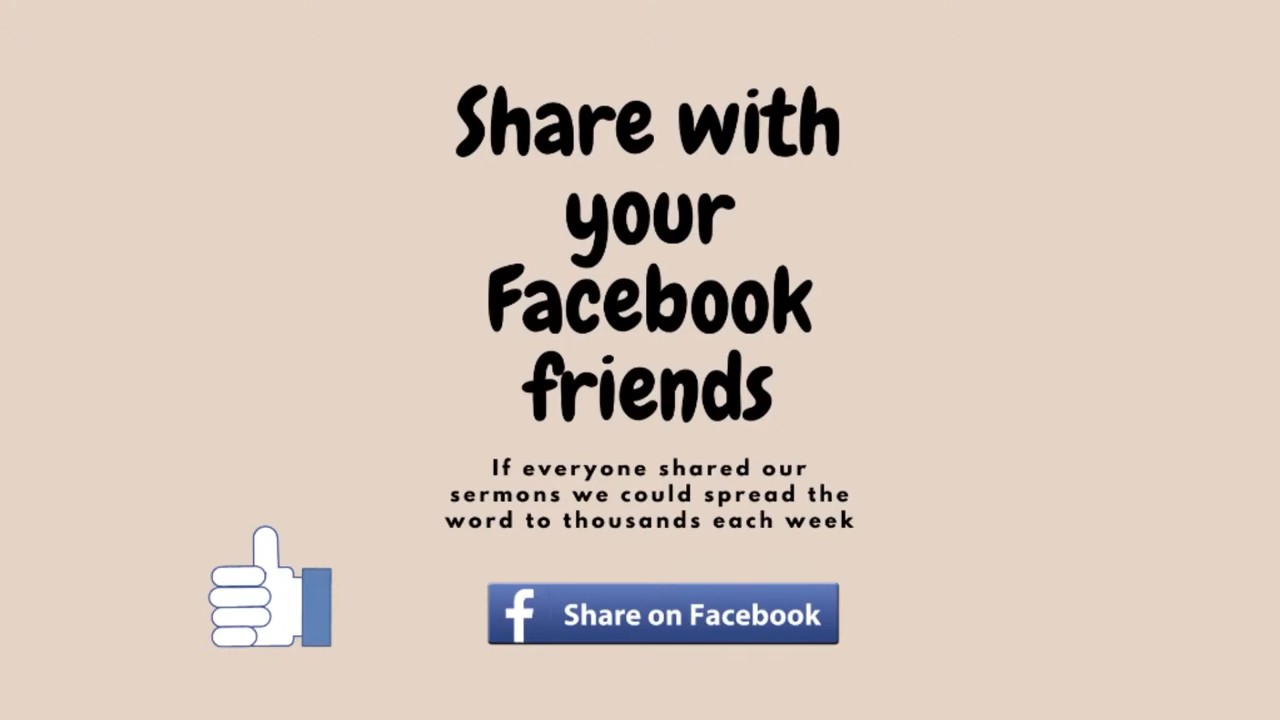 Share with
your
Facebook
friends
If everyone shared our
sermons we could spread the
word to thousands each week
f Share on Facebook